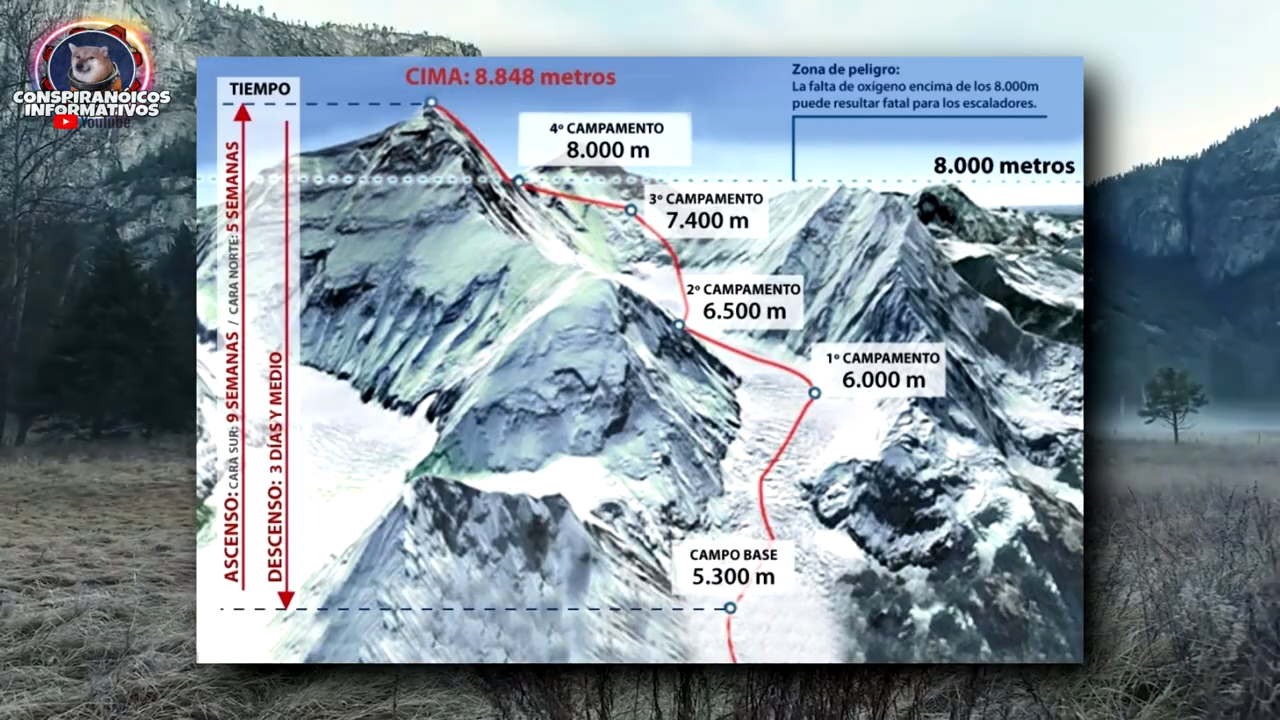 CONSPIRANÓICOS
INFORMATIVOS
YouTube
TIEMPO
CIMA: 8.848 metros
Zona de peligro:
La falta de oxígeno encima de los 8.000m
puede resultar fatal para los escaladores.
4º CAMPAMENTO
8.000 m
8.000 metros
3º CAMPAMENTO
7.400 m
2º CAMPAMENTO
6.500 m
1º CAMPAMENTO
6.000 m
CAMPO BASE
5.300 m
ASCENSO: CARA SUR: 9 SEMANAS / CARA NORTE: 5 SEMANAS
DESCENSO: 3 DÍAS Y MEDIO